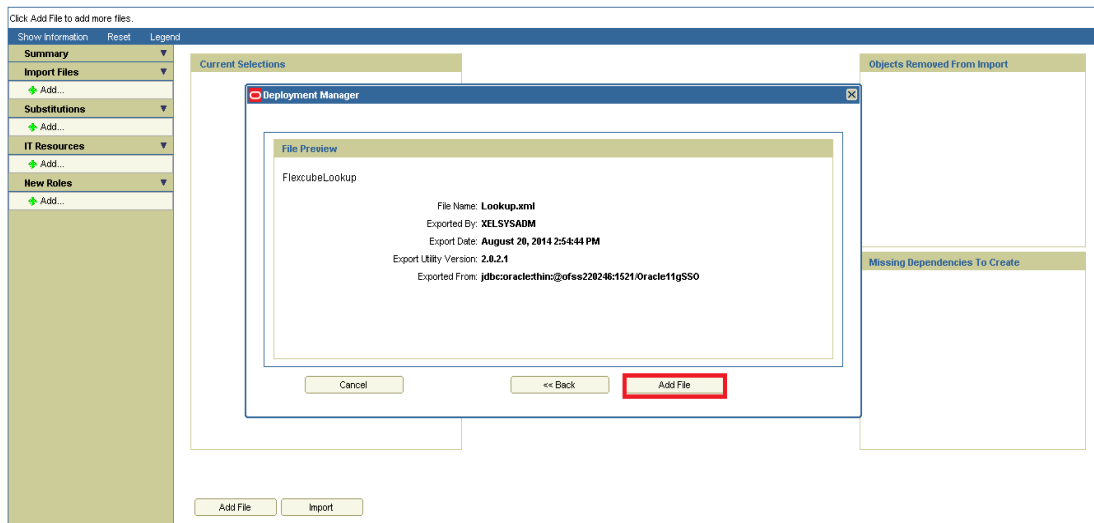 Click Add File to add more files.
Show Information Reset Legend
Summary
Import Files
Add...
Substitutions
Add...
IT Resources
Add...
New Roles
Add...
Current Selections
Objects Removed From Import
Missing Dependencies To Create
Deployment Manager
File Preview
FlexcubeLookup
File Name: Lookup.xml
Exported By: XELSYSADM
Export Date: August 20, 2014 2:54:44 PM
Export Utility Version: 2.0.2.1
Exported From: jdbc:oracle:thin:@ofss220246:1521/Oracle11gSSO
Cancel << Back Add File
Add File Import